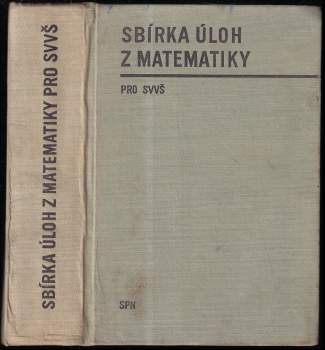 SBÍRKA ÚLOH Z MATEMATIKY PRO SVVŠ
SBÍRKA ÚLOH
Z MATEMATIKY
PRO SVVŠ
SPN